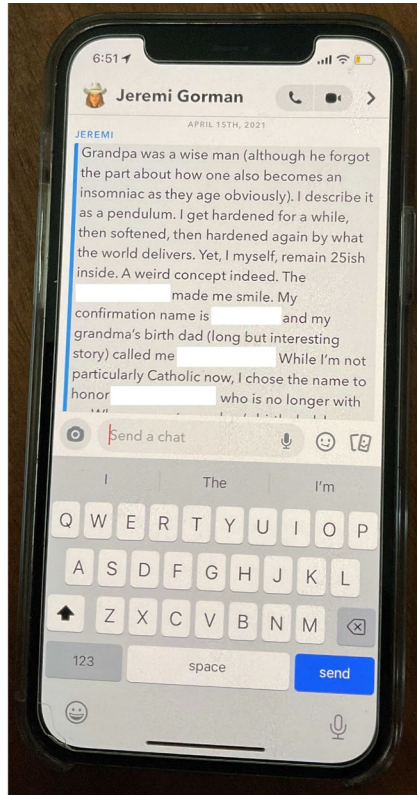 6:51
Jeremi Gorman
APRIL 15TH, 2021
JEREMI
Grandpa was a wise man (although he forgot
the part about how one also becomes an
insomniac as they age obviously). I describe it
as a pendulum. I get hardened for a while,
then softened, then hardened again by what
the world delivers. Yet, I myself, remain 25ish
inside. A weird concept indeed. The
made me smile. My
confirmation name is and my
grandma's birth dad (long but interesting
story) called me While I'm not
particularly Catholic now, I chose the name to
honor who is no longer with
Send a chat
I The I'm
Q W E R T Y U I O P
A S D F G H J K L
Z X C V B N M
123 space send